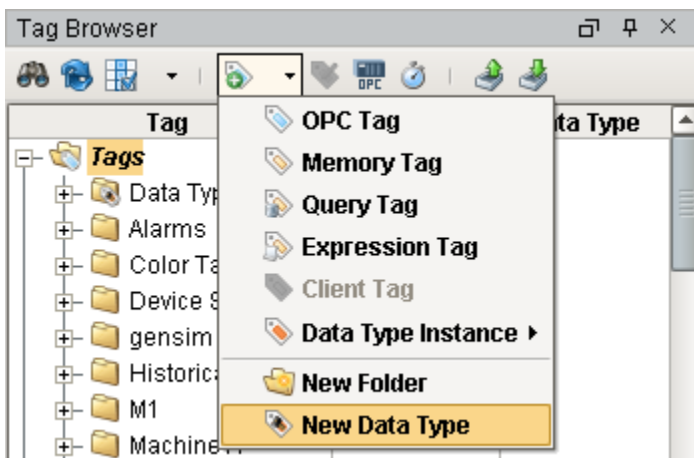 Tag Browser
OPC
Tag
ta Type
Tags
Data Typ
Alarms
Color Ta
Device S
gensim
Historica
M1
Machine
OPC Tag
Memory Tag
Query Tag
Expression Tag
Client Tag
Data Type Instance
New Folder
New Data Type